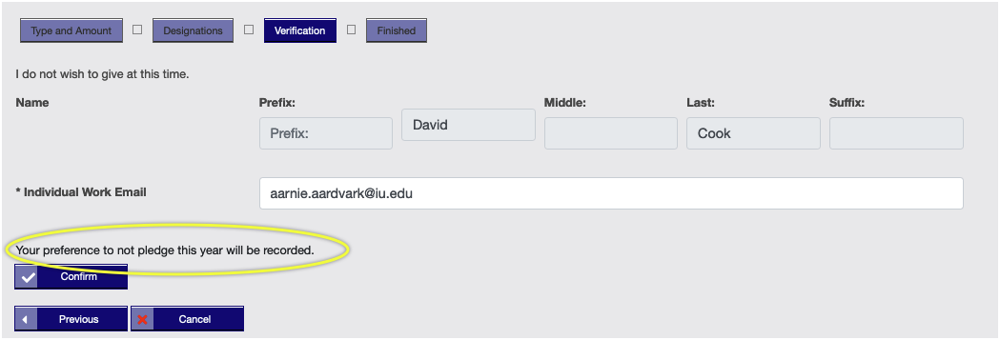 Type and Amount Designations Verification Finished
I do not wish to give at this time.
Name Prefix: Middle: Last: Suffix:
Prefix: David Cook
* Individual Work Email aarnie.aardvark@iu.edu
Your preference to not pledge this year will be recorded.
Confirm
Previous Cancel